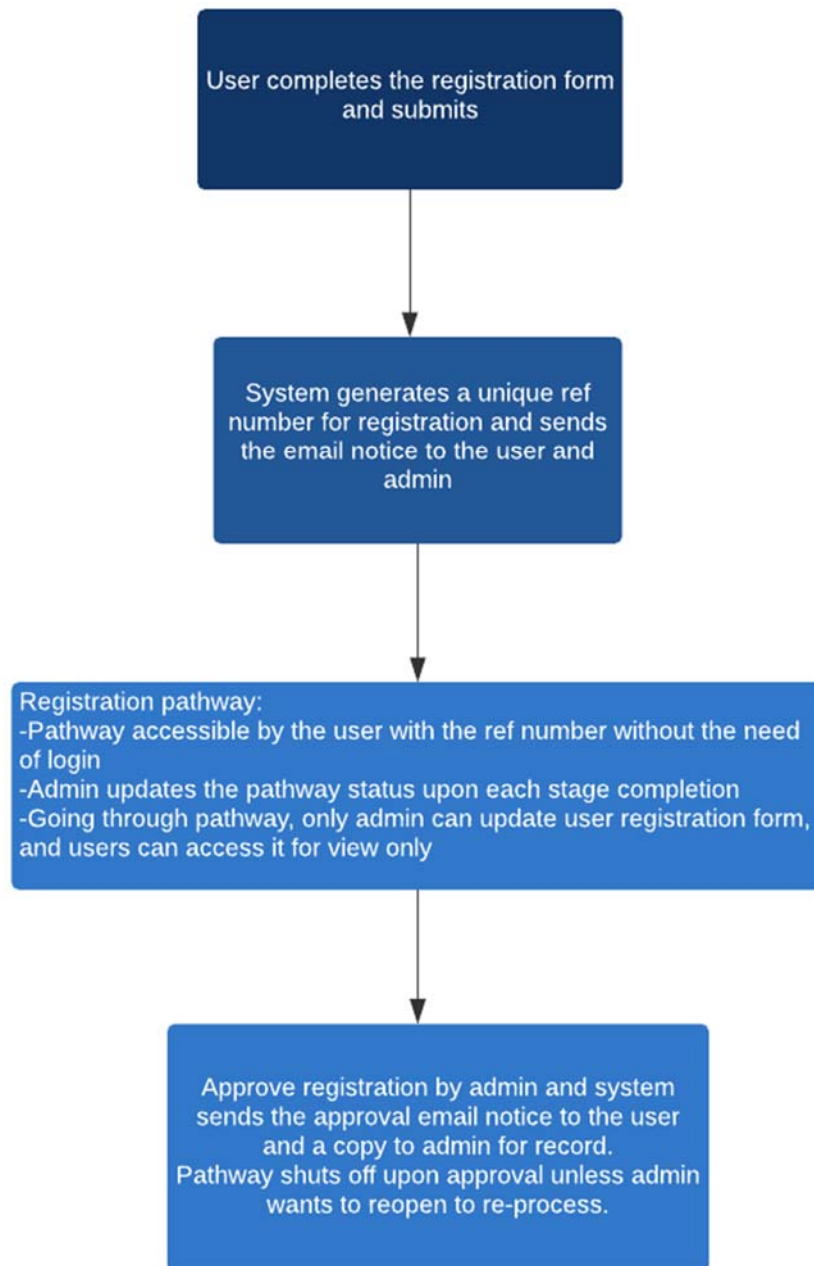 User completes the registration form
and submits
System generates a unique ref
number for registration and sends
the email notice to the user and
admin
Registration pathway:
-Pathway accessible by the user with the ref number without the need
of login
-Admin updates the pathway status upon each stage completion
-Going through pathway, only admin can update user registration form,
and users can access it for view only
Approve registration by admin and system
sends the approval email notice to the user
and a copy to admin for record.
Pathway shuts off upon approval unless admin
wants to reopen to re-process.